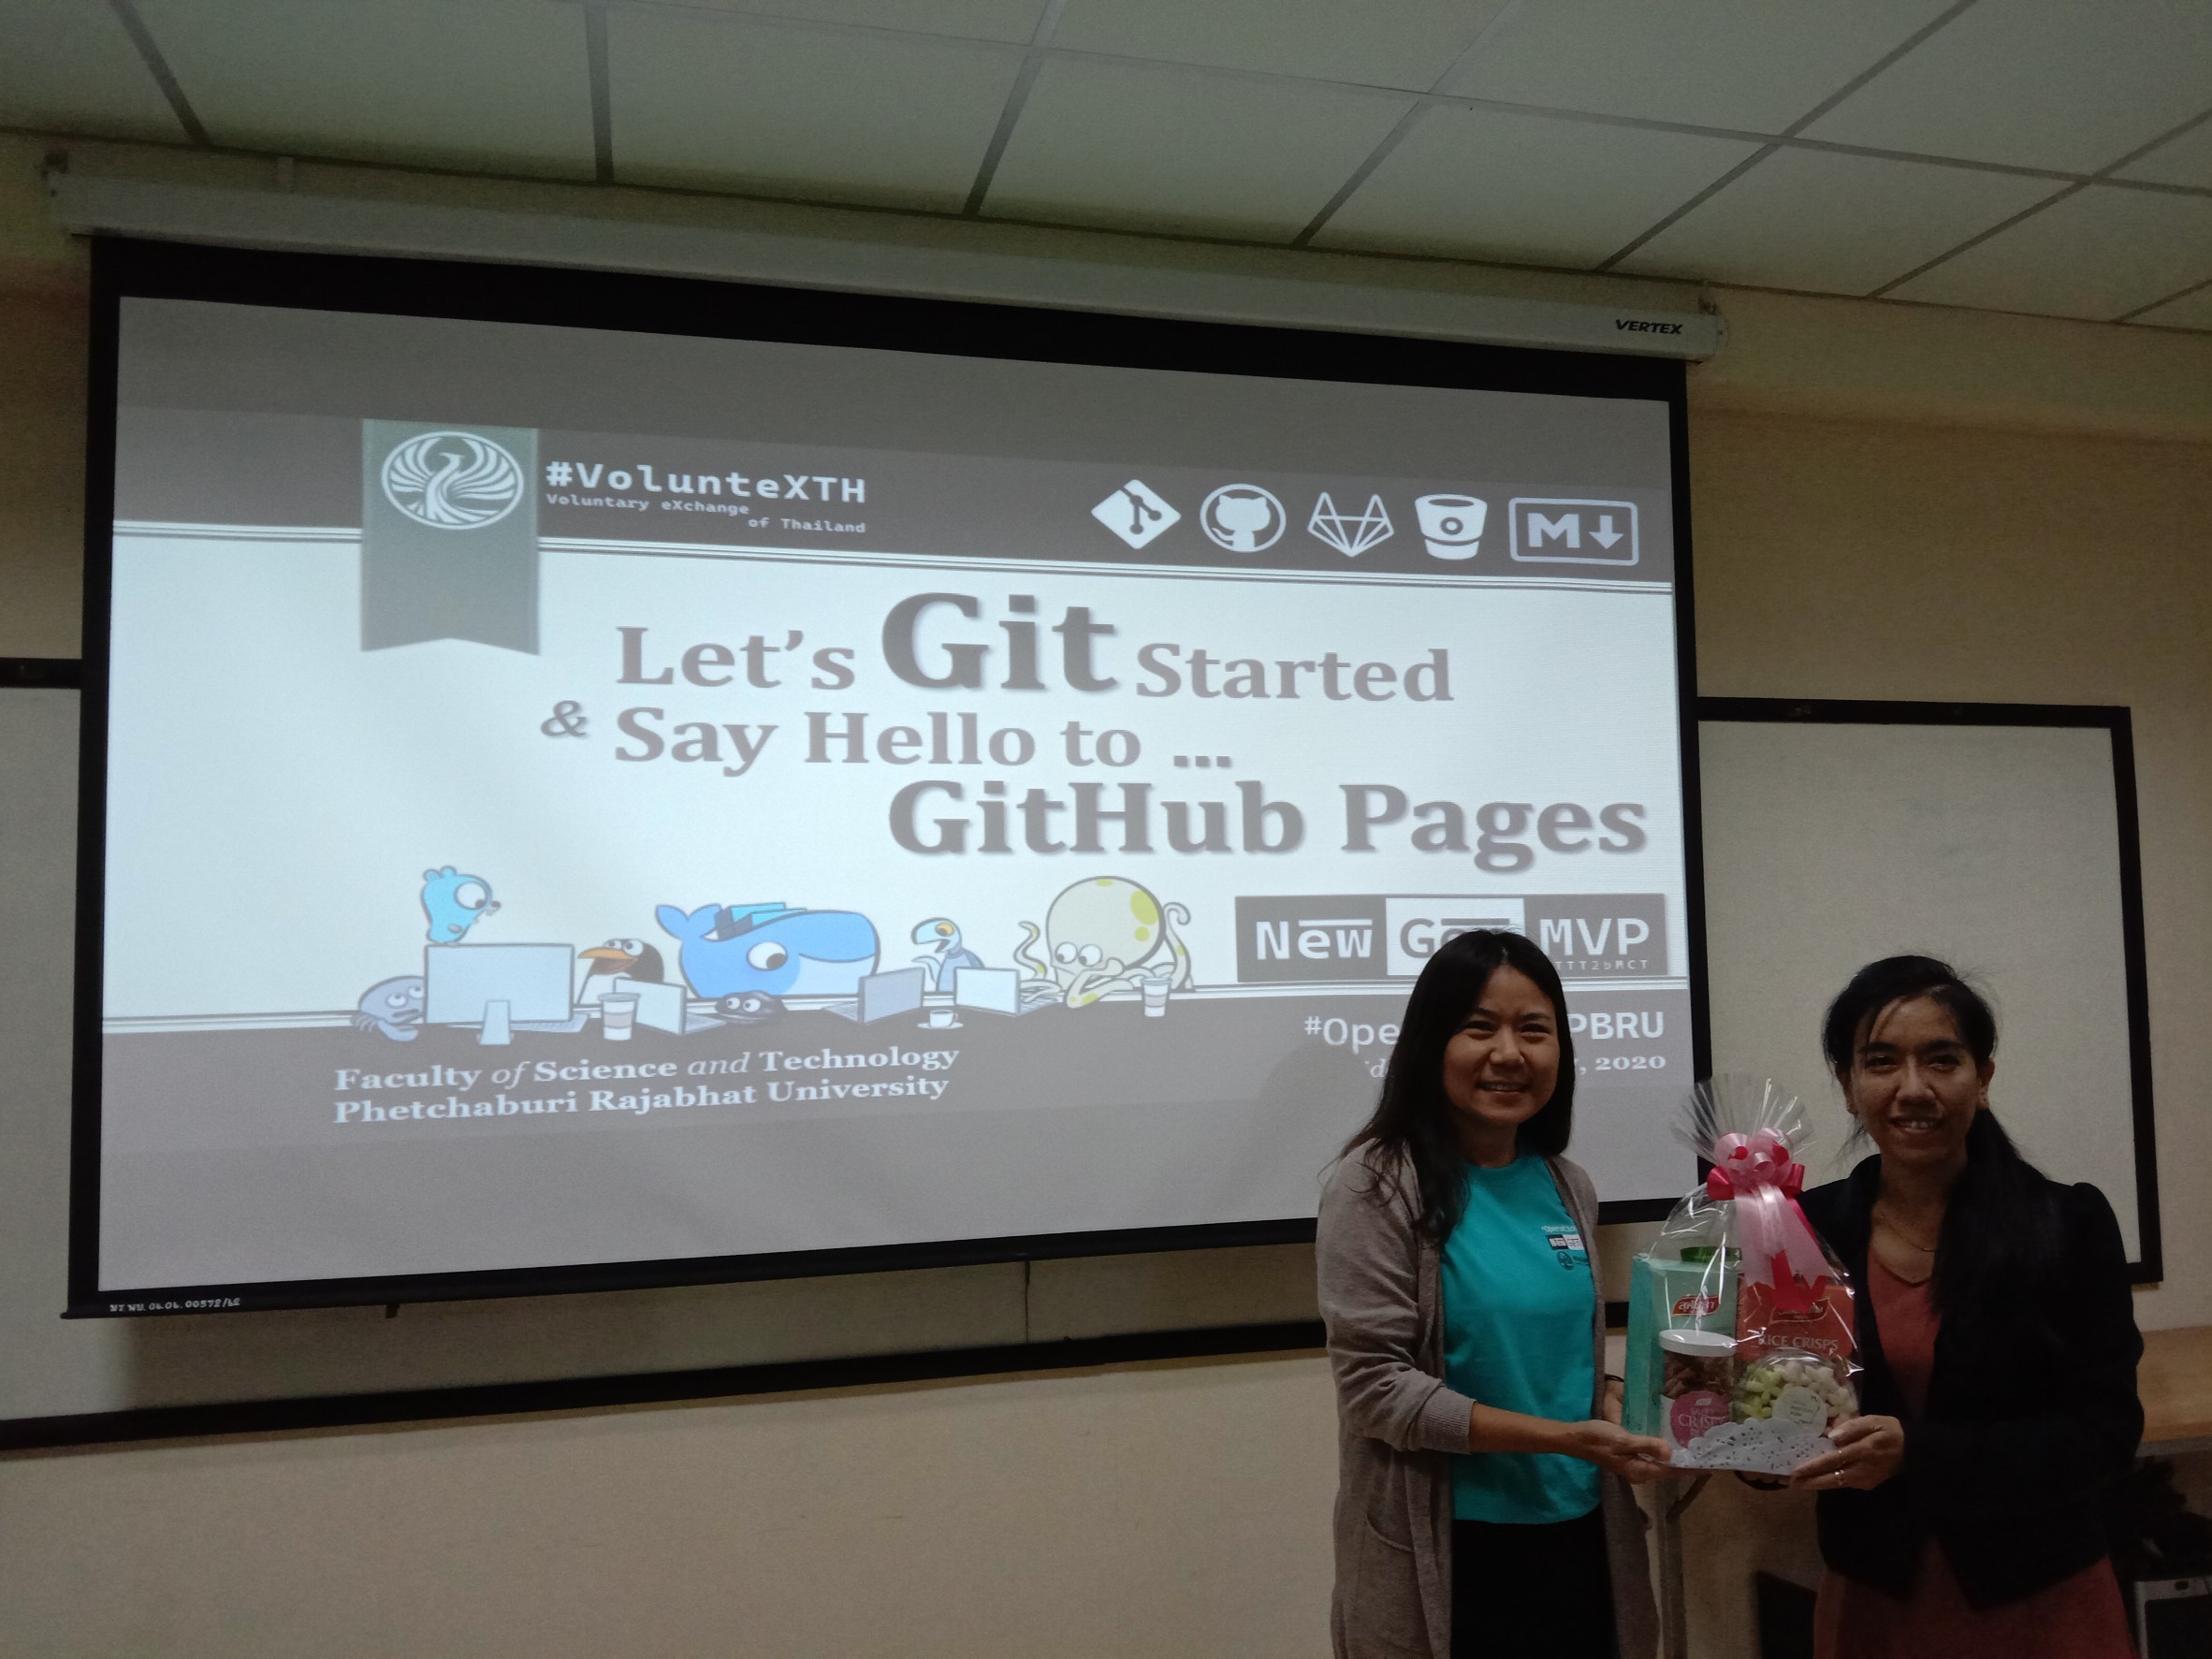 VERTEX
#VolunteXTH
Voluntary eXchange
of Thailand
M
Let's Git Started
& Say Hello to ...
GitHub Pages
New MVP
PBRU
, 2020
Faculty of Science and Technology
Phetchaburi Rajabhat University
RICE CRISPS